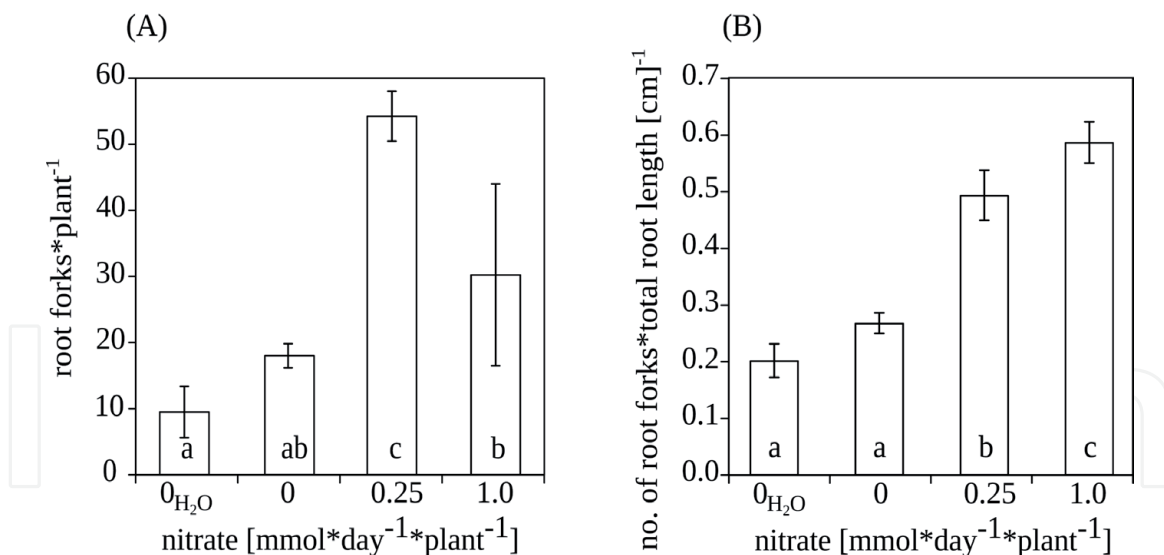 (A)
root forks*plant⁻¹
60
50
40
30
20
10
0
a
ab
c
b
0H₂O
0
0.25
1.0
nitrate [mmol*day⁻¹*plant⁻¹]
(B)
no. of root forks*total root length [cm]⁻¹
0.7
0.6
0.5
0.4
0.3
0.2
0.1
0.0
a
a
b
c
0H₂O
0
0.25
1.0
nitrate [mmol*day⁻¹*plant⁻¹]